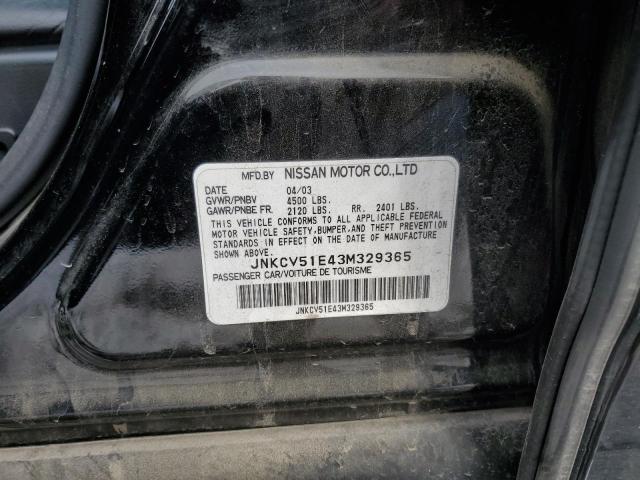 MFD.BY NISSAN MOTOR CO.,LTD
DATE 04/03
GVWR/PNBV 4500 LBS.
GAWR/PNBE FR. 2120 LBS. RR. 2401 LBS.
THIS VEHICLE CONFORMS TO ALL APPLICABLE FEDERAL
MOTOR VEHICLE SAFETY, BUMPER, AND THEFT PREVENTION
STANDARDS IN EFFECT ON THE DATE OF MANUFACTURE
SHOWN ABOVE.
JNKCV51E43M329365
PASSENGER CAR/VOITURE DE TOURISME
JNKCV51E43M329365